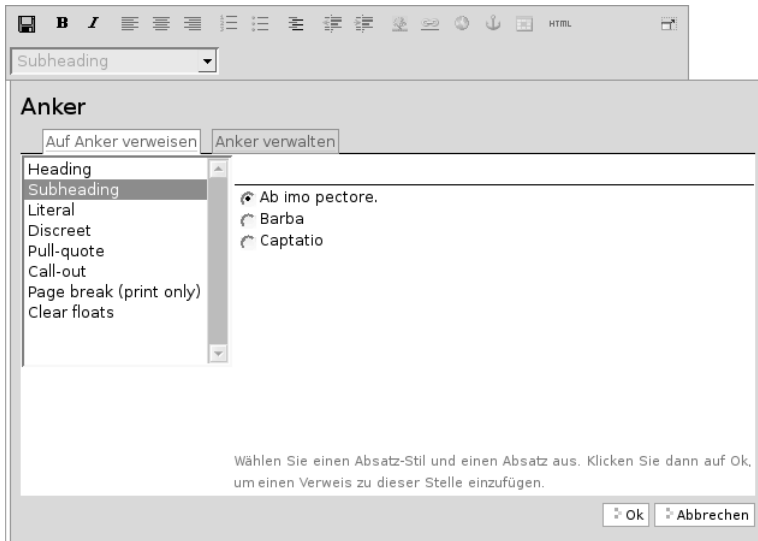 B I HTML
Subheading
Anker
Auf Anker verweisen Anker verwalten
Heading
Subheading
Literal
Discreet
Pull-quote
Call-out
Page break (print only)
Clear floats
Ab imo pectore.
Barba
Captatio
Wählen Sie einen Absatz-Stil und einen Absatz aus. Klicken Sie dann auf Ok,
um einen Verweis zu dieser Stelle einzufügen.
Ok Abbrechen